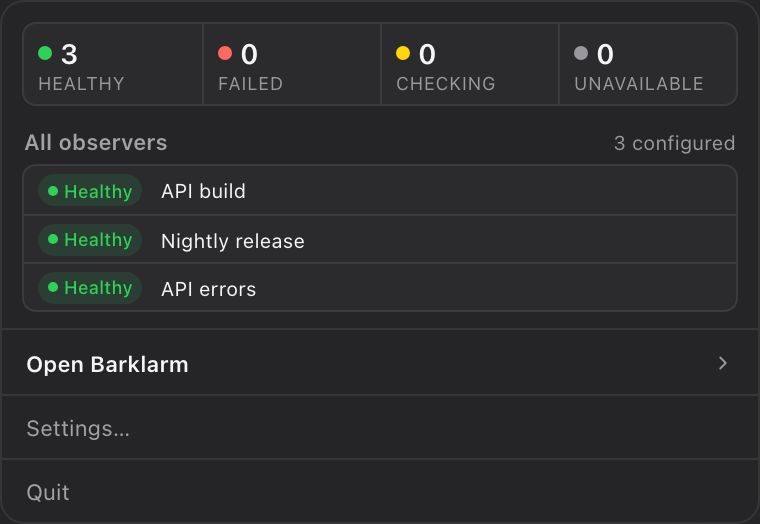 3 0 0 0
HEALTHY FAILED CHECKING UNAVAILABLE
All observers 3 configured
Healthy API build
Healthy Nightly release
Healthy API errors
Open Barklarm
Settings...
Quit